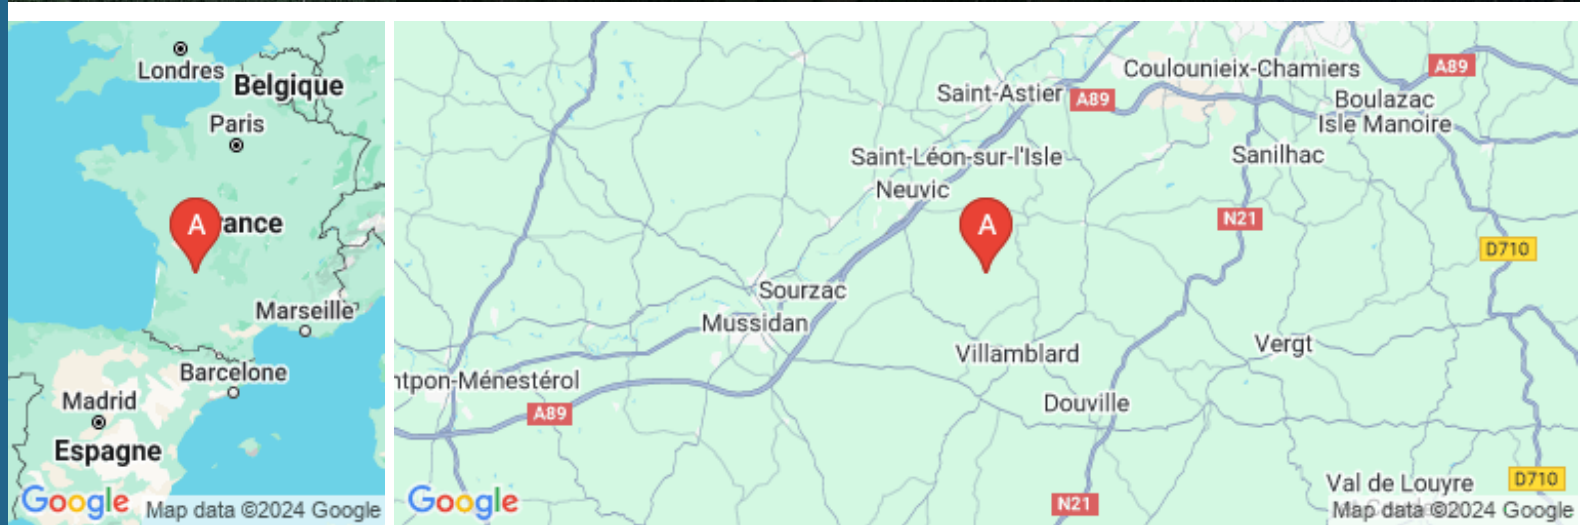 Londres
Belgique
Paris
A
rance
Marseille
Barcelone
Madrid
Espagne
Google
Map data ©2024 Google
Coulounieix-Chamiers
A89
Saint-Astier
A89
Boulazac
Isle Manoire
Saint-Léon-sur-l'Isle
Sanilhac
Neuvic
A
N21
D710
Sourzac
Mussidan
Villamblard
Vergt
ntpon-Ménestérol
A89
Douville
Val de Louyre
D710
N21
Google
Map data ©2024 Google